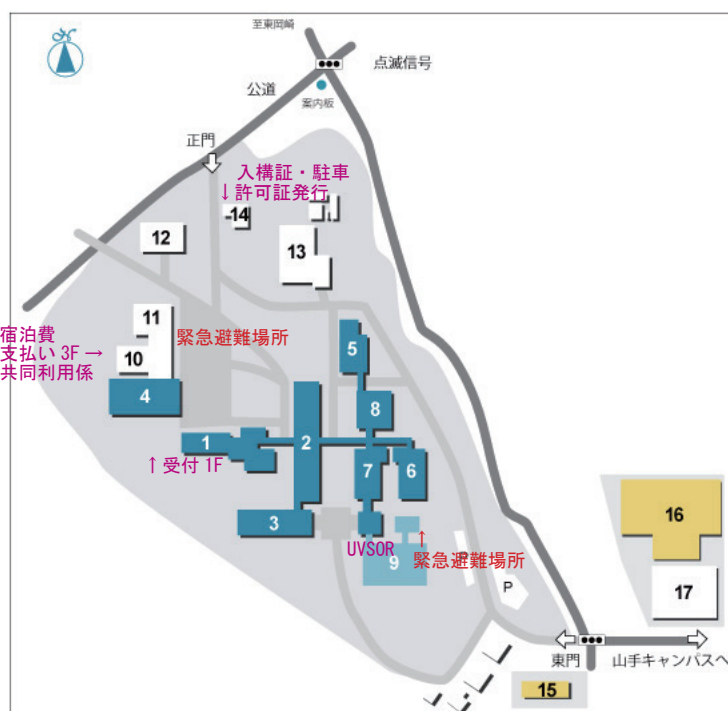 至東岡崎
点滅信号
公道
案内板
正門
入構証・駐車
↓許可証発行
14
12
13
11
緊急避難場所
宿泊費
支払い 3F →
共同利用係
10
5
4
8
1
2
↑受付 1F
7
6
3
16
UVSOR
↑
緊急避難場所
9
P
17
東門
山手キャンパスへ
15